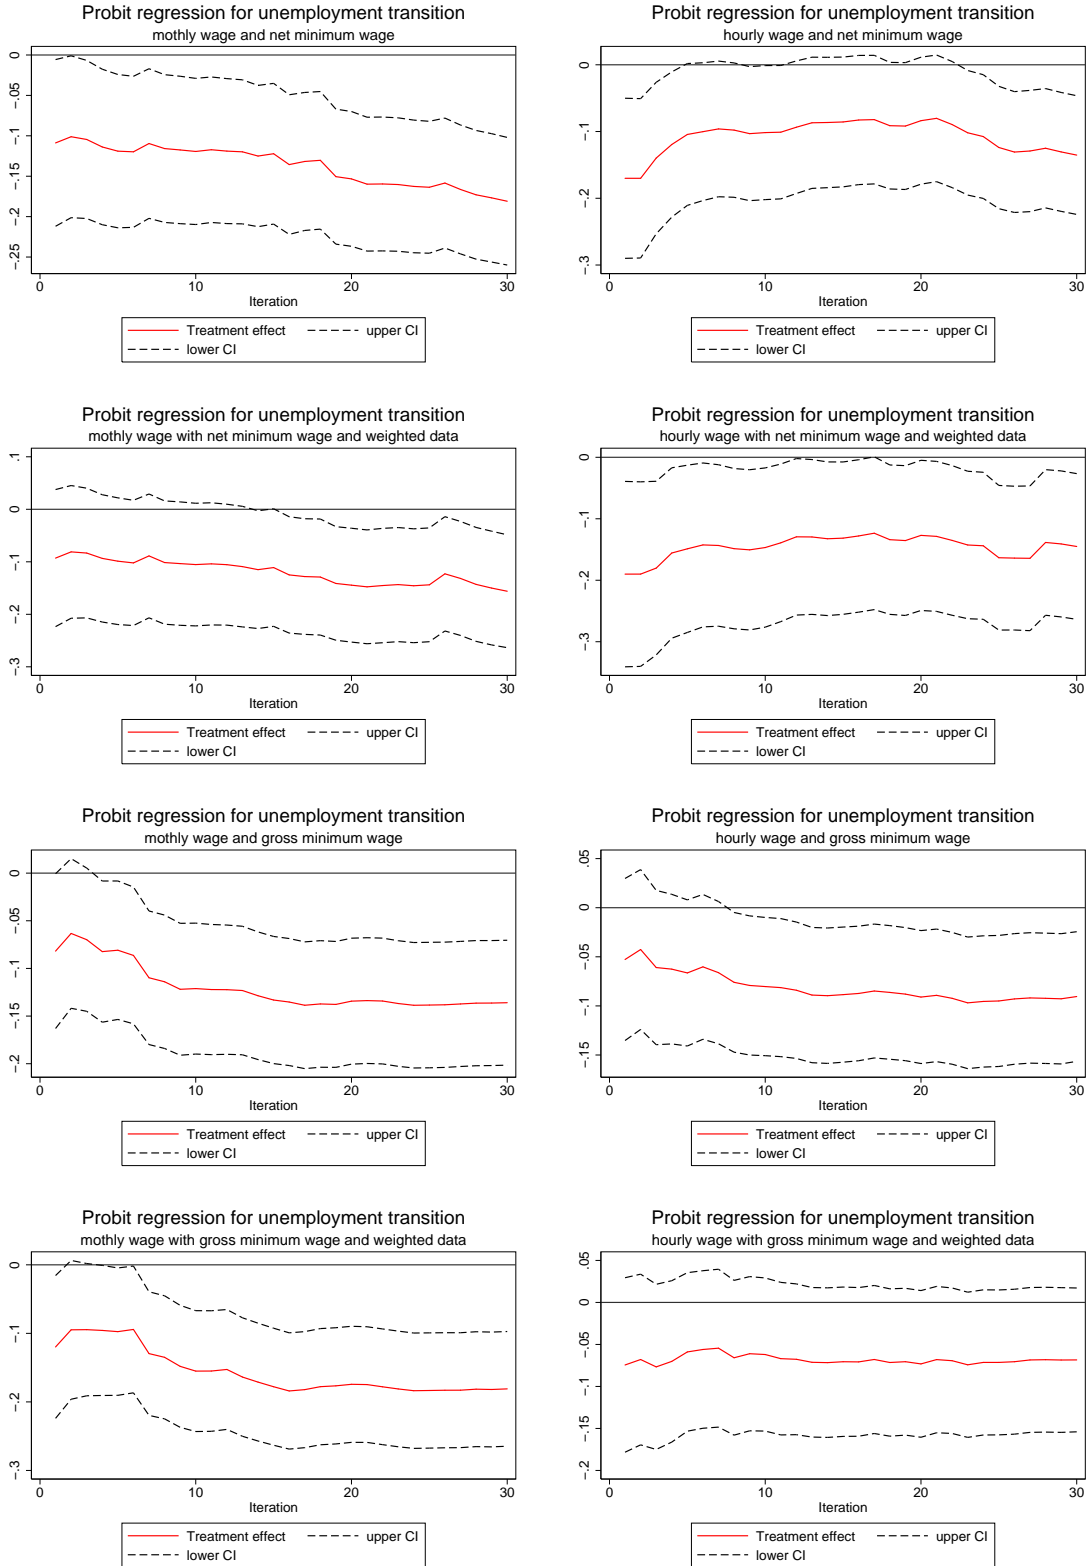 Probit regression for unemployment transition
mothly wage and net minimum wage
0
-.05
-.1
-.15
-.2
-.25
0
10
20
30
Iteration
Treatment effect
upper CI
lower CI
Probit regression for unemployment transition
hourly wage and net minimum wage
0
-.1
-.2
-.3
0
10
20
30
Iteration
Treatment effect
upper CI
lower CI
Probit regression for unemployment transition
mothly wage with net minimum wage and weighted data
.1
0
-.1
-.2
-.3
0
10
20
30
Iteration
Treatment effect
upper CI
lower CI
Probit regression for unemployment transition
hourly wage with net minimum wage and weighted data
0
-.1
-.2
-.3
0
10
20
30
Iteration
Treatment effect
upper CI
lower CI
Probit regression for unemployment transition
mothly wage and gross minimum wage
0
-.05
-.1
-.15
-.2
0
10
20
30
Iteration
Treatment effect
upper CI
lower CI
Probit regression for unemployment transition
hourly wage and gross minimum wage
.05
0
-.05
-.1
-.15
0
10
20
30
Iteration
Treatment effect
upper CI
lower CI
Probit regression for unemployment transition
mothly wage with gross minimum wage and weighted data
0
-.1
-.2
-.3
0
10
20
30
Iteration
Treatment effect
upper CI
lower CI
Probit regression for unemployment transition
hourly wage with gross minimum wage and weighted data
.05
0
-.05
-.1
-.15
-.2
0
10
20
30
Iteration
Treatment effect
upper CI
lower CI